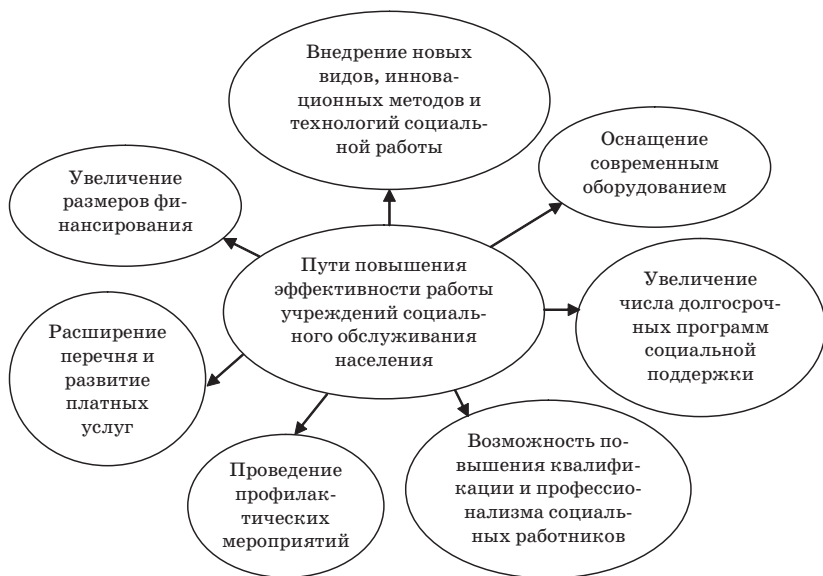 Внедрение новых
видов, иннова-
ционных методов и
технологий социаль-
ной работы
Оснащение
современным
оборудованием
Увеличение
размеров фи-
нансирования
Пути повышения
эффективности работы
учреждений социаль-
ного обслуживания
населения
Увеличение
числа долгосроч-
ных программ
социальной
поддержки
Расширение
перечня и
развитие
платных
услуг
Проведение
профилак-
тических
мероприятий
Возможность по-
вышения квалифи-
кации и профессио-
нализма социаль-
ных работников